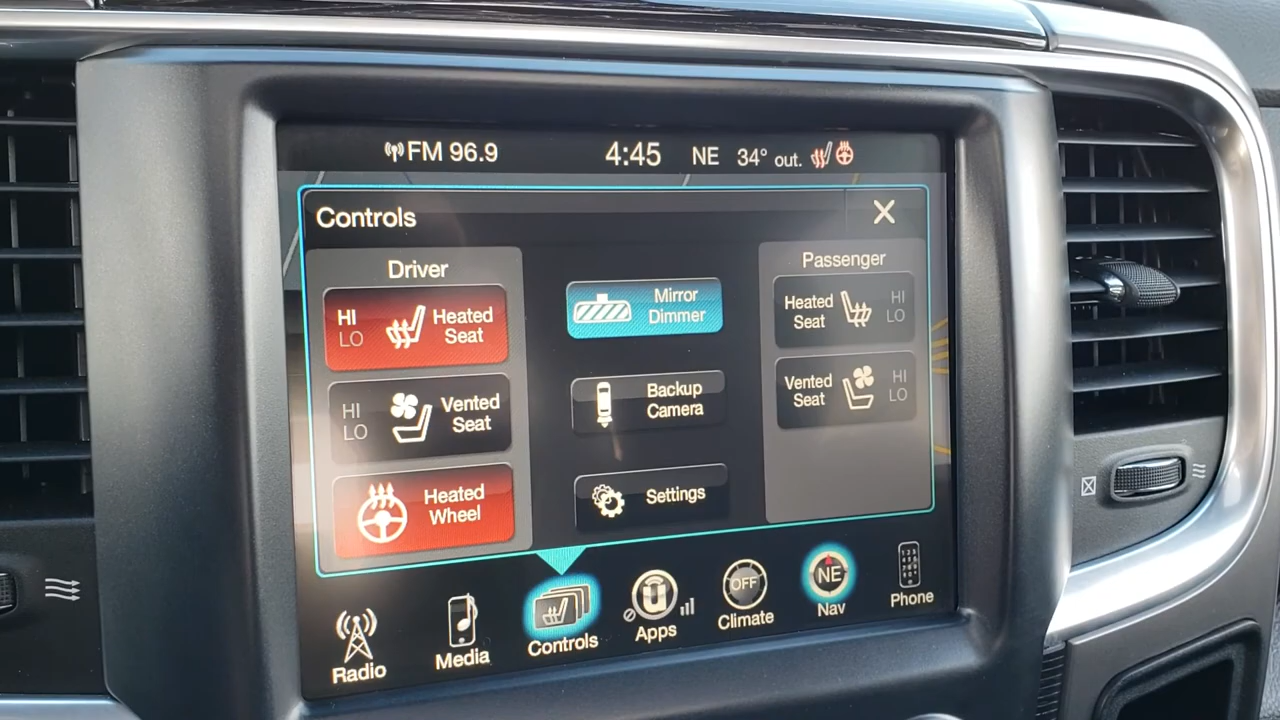 FM 96.9 4:45 NE 34° out.
Controls X
Driver
HI
LO
Heated
Seat
HI
LO
Vented
Seat
Heated
Wheel
Mirror
Dimmer
Backup
Camera
Settings
Passenger
Heated
Seat
HI
LO
Vented
Seat
HI
LO
Radio
Media
Controls
Apps
OFF
Climate
NE
Nav
Phone